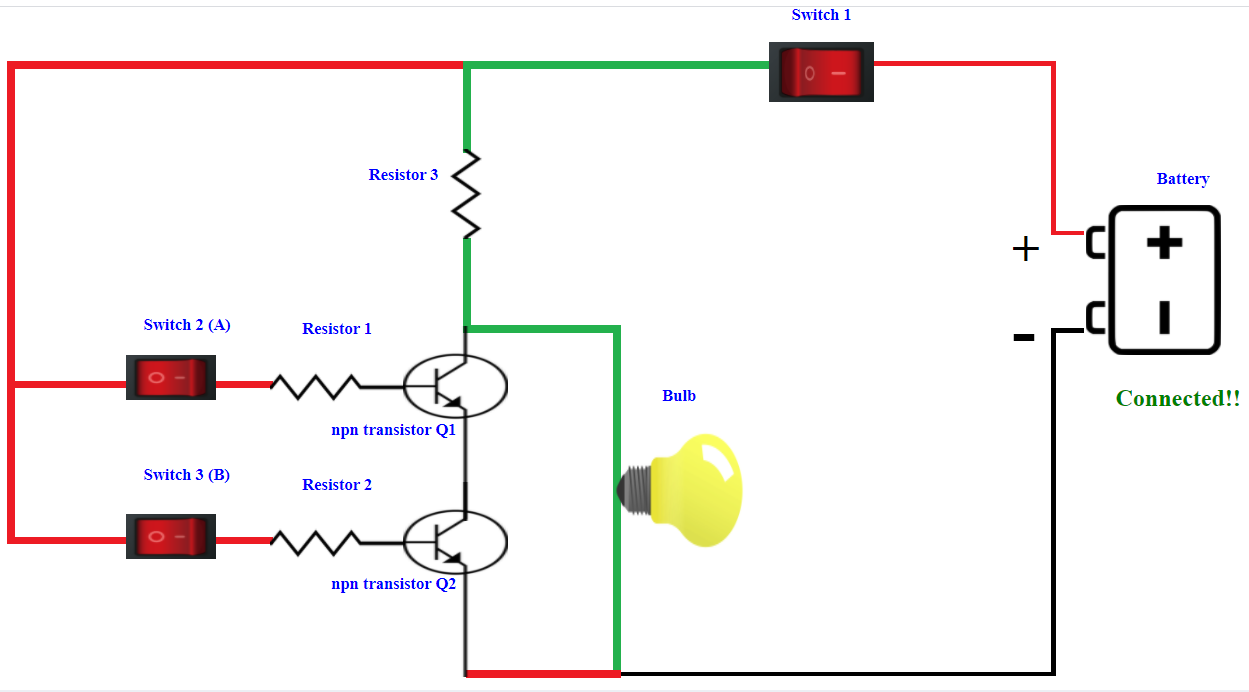 Switch 1
Resistor 3
Battery
+
-
Switch 2 (A)
Resistor 1
Bulb
Connected!!
npn transistor Q1
Switch 3 (B)
Resistor 2
npn transistor Q2